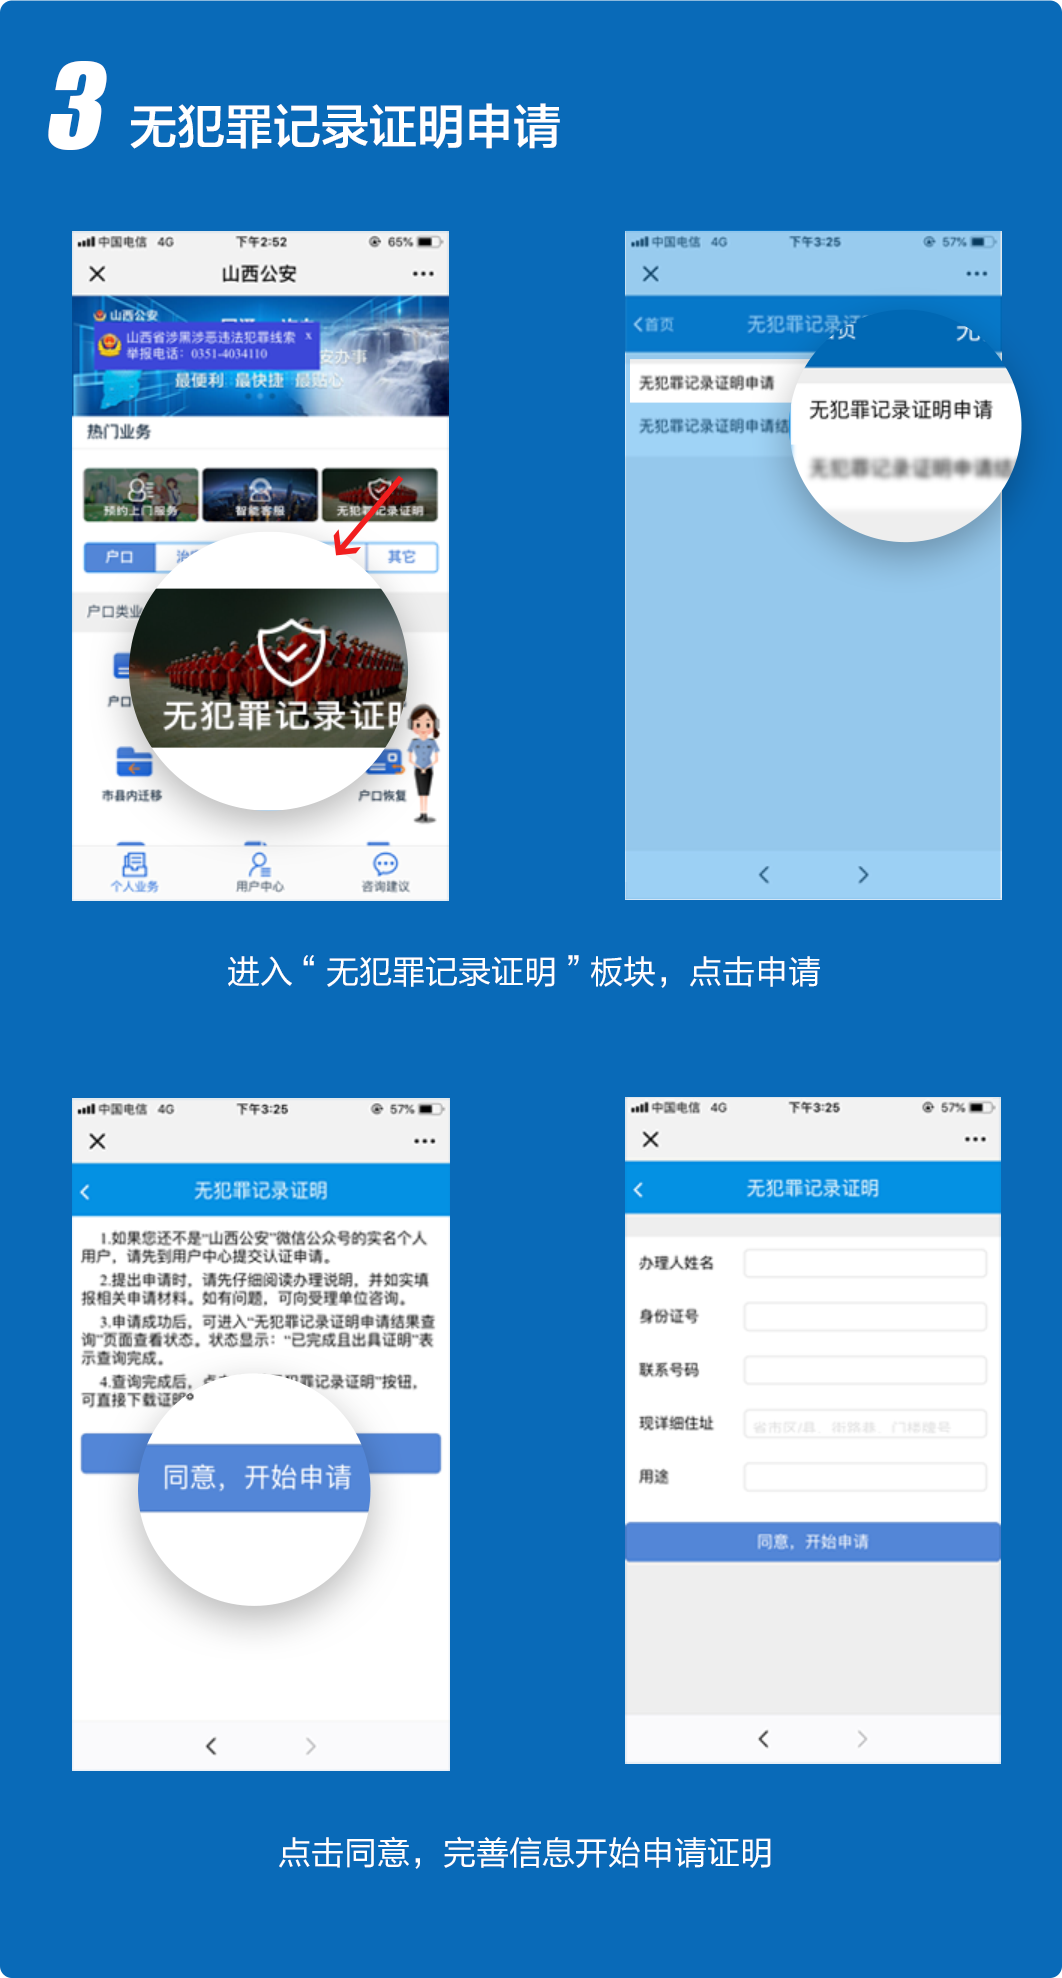 3 无犯罪记录证明申请
中国电信 4G 下午2:52 65%
山西公安
山西公安
山西省涉黑涉恶违法犯罪线索 x
举报电话：0351-4034110
安办事
最便利 最快捷 最贴心
热门业务
预约上门服务 智能客服 无犯罪记录证明
户口 治 其它
户口类业
无犯罪记录证明
户口
市县内迁移 户口恢复
个人业务 用户中心 咨询建议
中国电信 4G 下午3:25 57%
首页 无犯罪记录证
页 无
无犯罪记录证明申请
无犯罪记录证明申请结
无犯罪记录证明申请
无犯罪记录证明申请结
进入“无犯罪记录证明”板块，点击申请
中国电信 4G 下午3:25 57%
无犯罪记录证明
1.如果您还不是“山西公安”微信公众号的实名个人
用户，请先到用户中心提交认证申请。
2.提出申请时，请先仔细阅读办理说明，并如实填
报相关申请材料。如有问题，可向受理单位咨询。
3.申请成功后，可进入“无犯罪记录证明申请结果查
询”页面查看状态。状态显示：“已完成且出具证明”表
示查询完成。
4.查询完成后，点 犯罪记录证明”按钮，
可直接下载证明。
同意，开始申请
中国电信 4G 下午3:25 57%
无犯罪记录证明
办理人姓名
身份证号
联系号码
现详细住址 省市区/县、街路巷、门楼牌号
用途
同意，开始申请
点击同意，完善信息开始申请证明